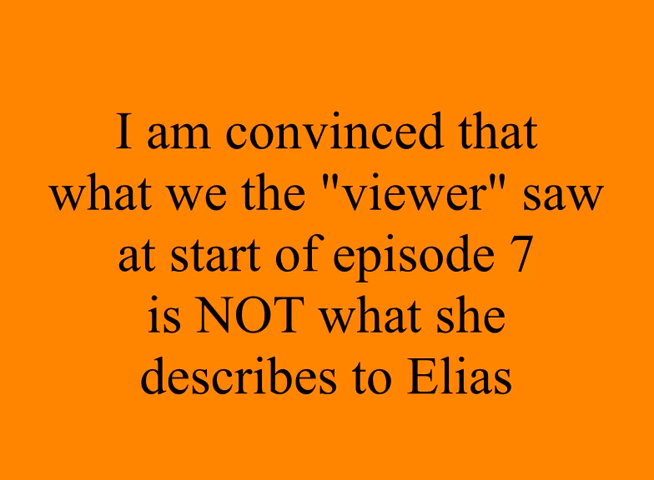 I am convinced that
what we the "viewer" saw
at start of episode 7
is NOT what she
describes to Elias